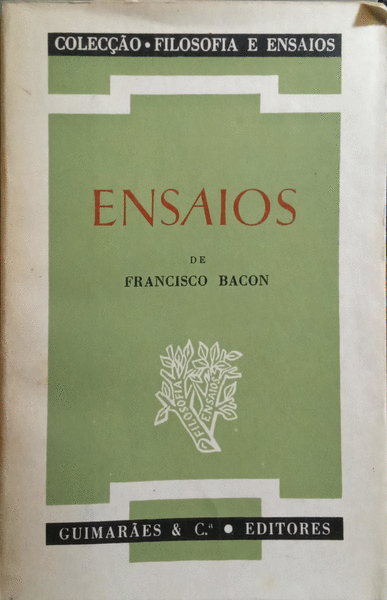 COLECÇÃO • FILOSOFIA E ENSAIOS
ENSAIOS
DE
FRANCISCO BACON
FILOSOFIA
ENSAIOS
GUIMARÃES & C.ª • EDITORES